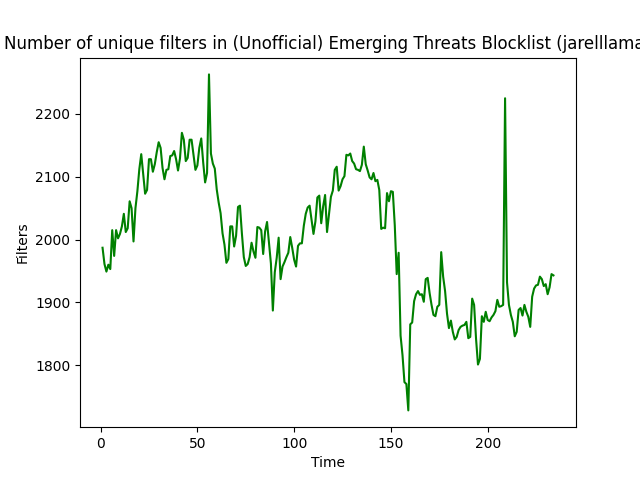 Number of unique filters in (Unofficial) Emerging Threats Blocklist (jarelllama
2200
2100
2000
1900
1800
Filters
0 50 100 150 200
Time